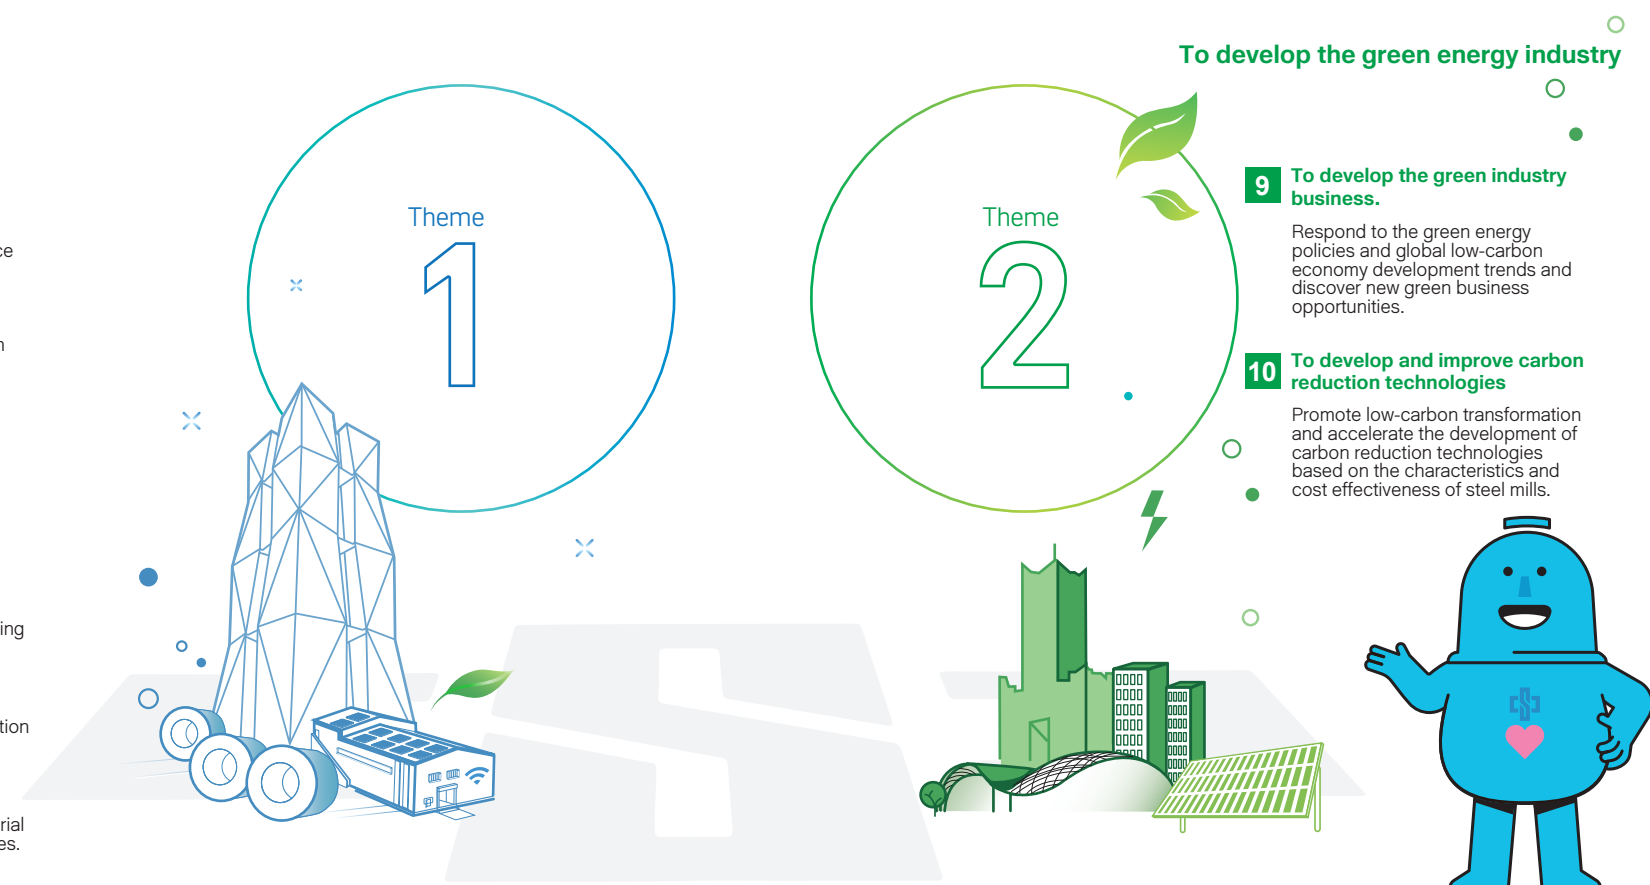 To develop the green energy industry
Theme
1
Theme
2
9
To develop the green industry
business.
Respond to the green energy
policies and global low-carbon
economy development trends and
discover new green business
opportunities.
10
To develop and improve carbon
reduction technologies
Promote low-carbon transformation
and accelerate the development of
carbon reduction technologies
based on the characteristics and
cost effectiveness of steel mills.